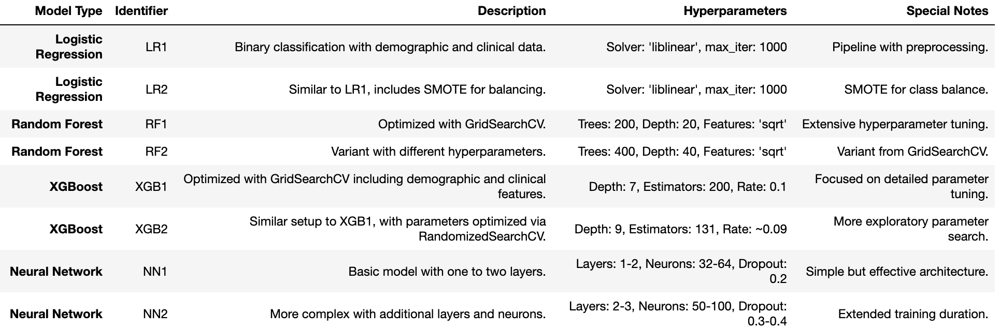 Model Type Identifier Description Hyperparameters Special Notes
Logistic Regression LR1 Binary classification with demographic and clinical data. Solver: 'liblinear', max_iter: 1000 Pipeline with preprocessing.
Logistic Regression LR2 Similar to LR1, includes SMOTE for balancing. Solver: 'liblinear', max_iter: 1000 SMOTE for class balance.
Random Forest RF1 Optimized with GridSearchCV. Trees: 200, Depth: 20, Features: 'sqrt' Extensive hyperparameter tuning.
Random Forest RF2 Variant with different hyperparameters. Trees: 400, Depth: 40, Features: 'sqrt' Variant from GridSearchCV.
XGBoost XGB1 Optimized with GridSearchCV including demographic and clinical features. Depth: 7, Estimators: 200, Rate: 0.1 Focused on detailed parameter tuning.
XGBoost XGB2 Similar setup to XGB1, with parameters optimized via RandomizedSearchCV. Depth: 9, Estimators: 131, Rate: ~0.09 More exploratory parameter search.
Neural Network NN1 Basic model with one to two layers. Layers: 1-2, Neurons: 32-64, Dropout: 0.2 Simple but effective architecture.
Neural Network NN2 More complex with additional layers and neurons. Layers: 2-3, Neurons: 50-100, Dropout: 0.3-0.4 Extended training duration.